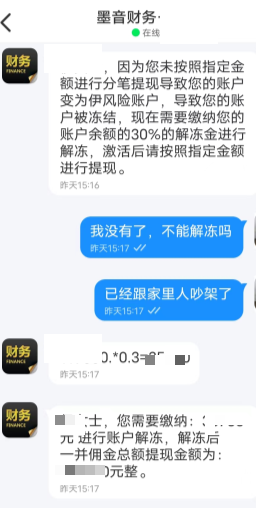 墨音财务·
在线
财务
FINANCE
,因为您未按照指定金
额进行分笔提现导致您的账户
变为伊风险账户,导致您的账
户被冻结,现在需要缴纳您的
账户余额的30%的解冻金进行
解冻,激活后请按照指定金额
进行提现。
昨天15:16
我没有了,不能解冻吗
昨天15:17
已经跟家里人吵架了
昨天15:17
财务
FINANCE
0.*0.3=
昨天15:17
财务
FINANCE
士,您需要缴纳:
元 进行账户解冻,解冻后
一并佣金总额提现金额为:
0元整。
昨天15:17